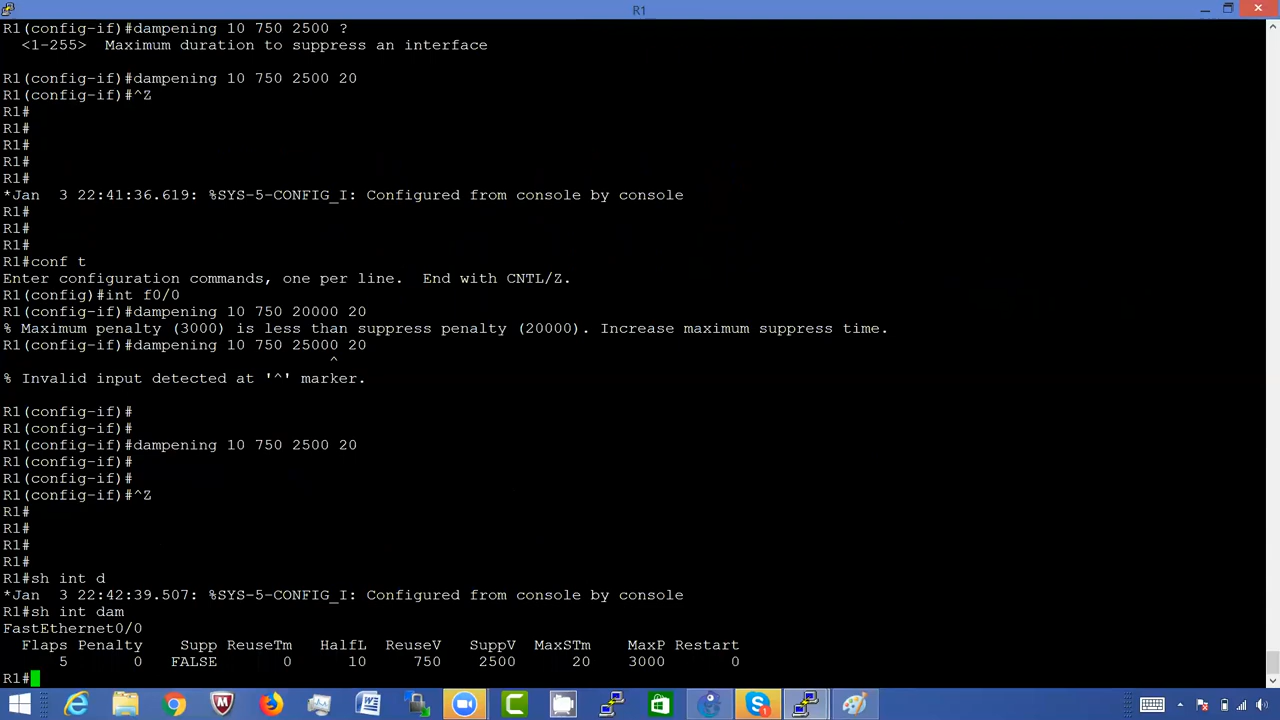 R1
R1(config-if)#dampening 10 750 2500 ?
  <1-255>  Maximum duration to suppress an interface
R1(config-if)#dampening 10 750 2500 20
R1(config-if)#^Z
R1#
R1#
R1#
R1#
R1#
*Jan  3 22:41:36.619: %SYS-5-CONFIG_I: Configured from console by console
R1#
R1#
R1#
R1#conf t
Enter configuration commands, one per line.  End with CNTL/Z.
R1(config)#int f0/0
R1(config-if)#dampening 10 750 20000 20
% Maximum penalty (3000) is less than suppress penalty (20000). Increase maximum suppress time.
R1(config-if)#dampening 10 750 25000 20
                                    ^
% Invalid input detected at '^' marker.
R1(config-if)#
R1(config-if)#
R1(config-if)#dampening 10 750 2500 20
R1(config-if)#
R1(config-if)#
R1(config-if)#^Z
R1#
R1#
R1#
R1#
R1#sh int d
*Jan  3 22:42:39.507: %SYS-5-CONFIG_I: Configured from console by console
R1#sh int dam
FastEthernet0/0
  Flaps Penalty    Supp ReuseTm   HalfL  ReuseV   SuppV  MaxSTm    MaxP Restart
      5       0   FALSE       0      10     750    2500      20    3000       0
R1#